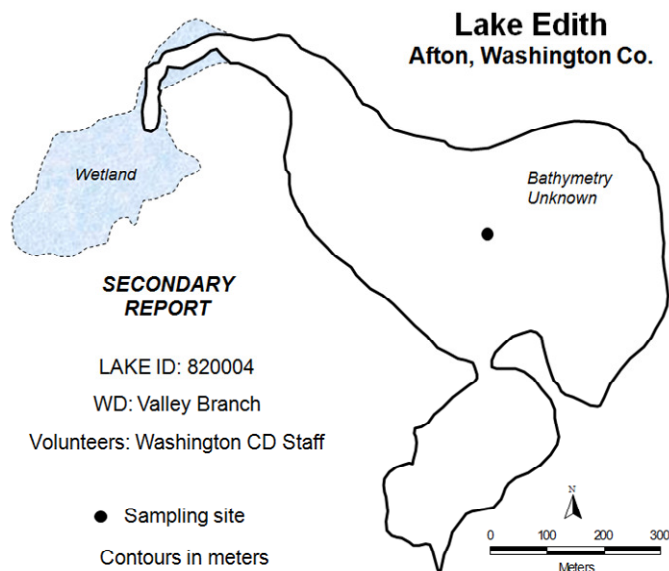 Lake Edith
Afton, Washington Co.
Wetland
Bathymetry
Unknown
SECONDARY
REPORT
LAKE ID: 820004
WD: Valley Branch
Volunteers: Washington CD Staff
Sampling site
Contours in meters
N
0 100 200 300
Meters